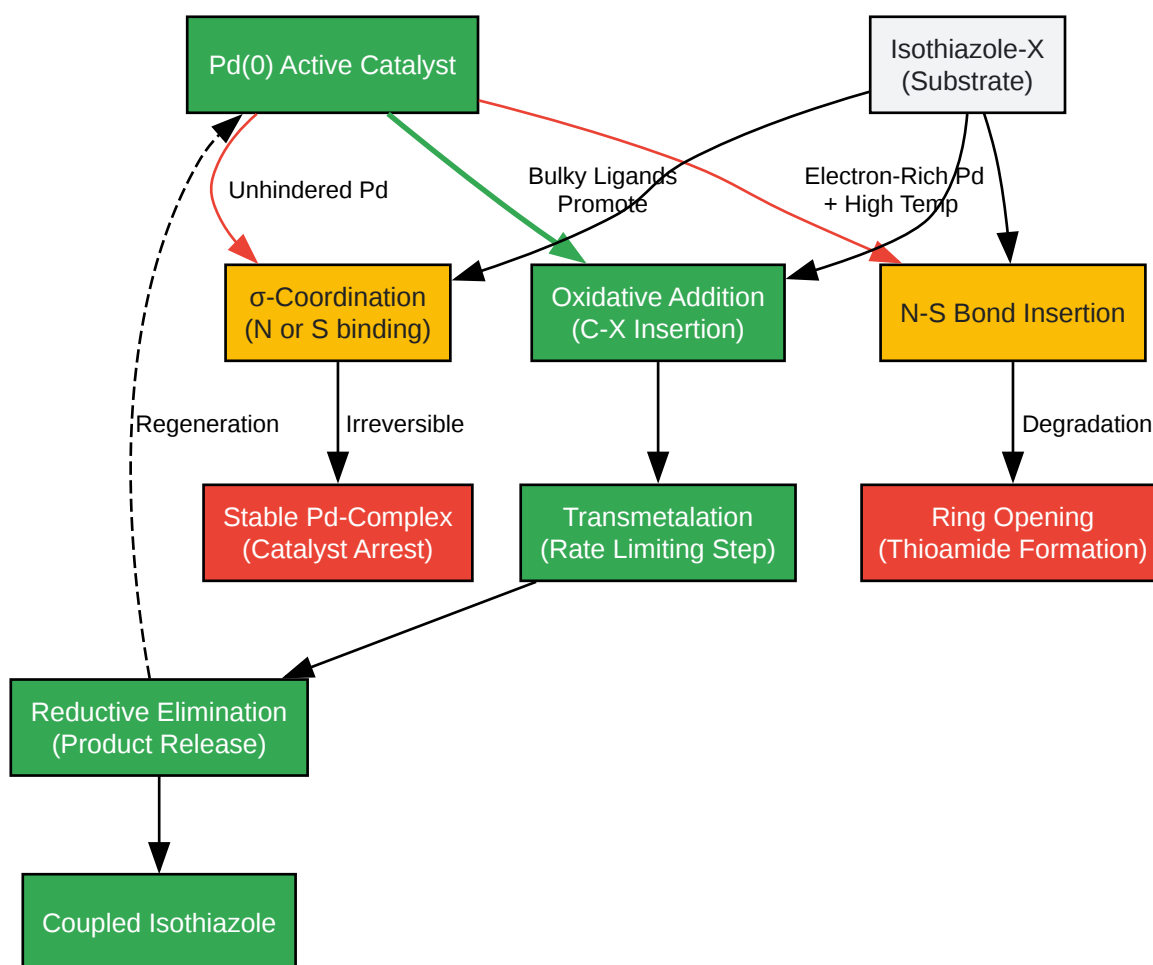 Pd(0) Active Catalyst
Isothiazole-X
(Substrate)
Unhindered Pd
Bulky Ligands
Promote
Electron-Rich Pd
+ High Temp
σ-Coordination
(N or S binding)
Oxidative Addition
(C-X Insertion)
N-S Bond Insertion
Regeneration
Irreversible
Degradation
Stable Pd-Complex
(Catalyst Arrest)
Transmetalation
(Rate Limiting Step)
Ring Opening
(Thioamide Formation)
Reductive Elimination
(Product Release)
Coupled Isothiazole